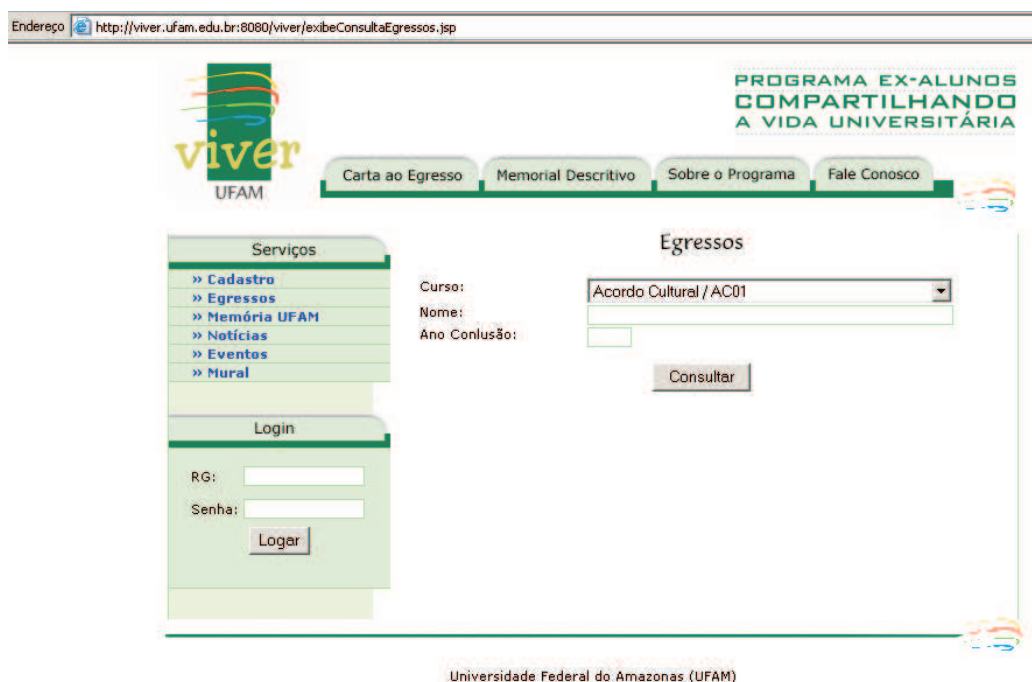 Endereço http://viver.ufam.edu.br:8080/viver/exibeConsultaEgressos.jsp
viver
UFAM
PROGRAMA EX-ALUNOS
COMPARTILHANDO
A VIDA UNIVERSITÁRIA
Carta ao Egresso Memorial Descritivo Sobre o Programa Fale Conosco
Serviços
» Cadastro
» Egressos
» Memória UFAM
» Notícias
» Eventos
» Mural
Login
RG:
Senha:
Logar
Egressos
Curso: Acordo Cultural / AC01
Nome:
Ano Conlusão:
Consultar
Universidade Federal do Amazonas (UFAM)